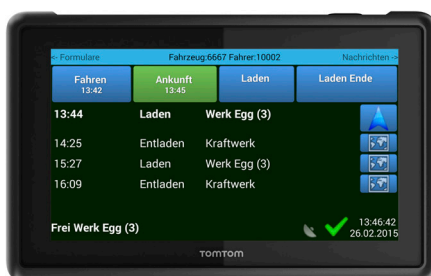 <- Formulare Fahrzeug:6667 Fahrer:10002 Nachrichten ->
Fahren Ankunft Laden Laden Ende
13:42 13:45
13:44 Laden Werk Egg (3)
14:25 Entladen Kraftwerk
15:27 Laden Werk Egg (3)
16:09 Entladen Kraftwerk
13:46:42
Frei Werk Egg (3) 26.02.2015
TOMTOM